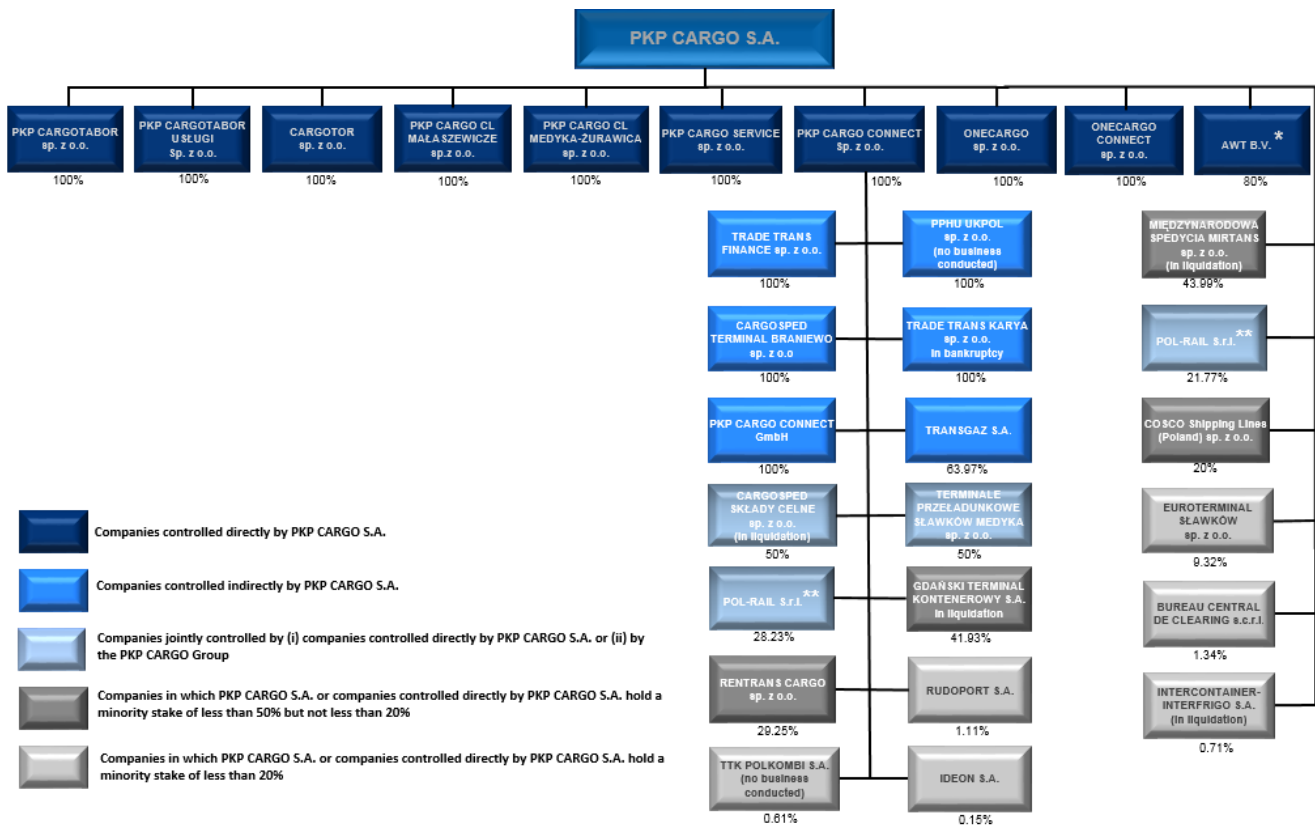 PKP CARGO S.A.
PKP CARGOTABOR
sp. z o.o.
100%
PKP CARGOTABOR
USŁUGI
Sp. z o.o.
100%
CARGOTOR
sp. z o.o.
100%
PKP CARGO CL
MAŁASZEWICZE
sp.z o.o.
100%
PKP CARGO CL
MEDYKA-ŻURAWICA
sp. z o.o.
100%
PKP CARGO SERVICE
sp. z o.o.
100%
PKP CARGO CONNECT
Sp. z o.o.
100%
ONECARGO
sp. z o.o.
100%
ONECARGO
CONNECT
sp. z o.o.
100%
AWT B.V. *
80%
TRADE TRANS
FINANCE sp. z o.o.
100%
PPHU UKPOL
sp. z o.o.
(no business
conducted)
100%
MIĘDZYNARODOWA
SPEDYCIA MIRTANS
sp. z o.o.
(in liquidation)
43.99%
CARGOSPED
TERMINAL BRANIEWO
sp. z o.o
100%
TRADE TRANS KARYA
sp. z o.o.
in bankruptcy
100%
POL-RAIL S.r.l.**
21.77%
PKP CARGO CONNECT
GmbH
100%
TRANSGAZ S.A.
63.97%
COSCO Shipping Lines
(Poland) sp. z o.o.
20%
CARGOSPED
SKŁADY CELNE
sp. z o.o.
(in liquidation)
50%
TERMINALE
PRZEŁADUNKOWE
SŁAWKÓW MEDYKA
sp. z o.o.
50%
EUROTERMINAL
SŁAWKÓW
sp. z o.o.
9.32%
POL-RAIL S.r.l.**
28.23%
GDAŃSKI TERMINAL
KONTENEROWY S.A.
in liquidation
41.93%
BUREAU CENTRAL
DE CLEARING s.c.r.l.
1.34%
RENTRANS CARGO
sp. z o.o.
29.25%
RUDOPORT S.A.
1.11%
INTERCONTAINER-
INTERFRIGO S.A.
(in liquidation)
0.71%
TTK POLKOMBI S.A.
(no business
conducted)
0.61%
IDEON S.A.
0.15%
Companies controlled directly by PKP CARGO S.A.
Companies controlled indirectly by PKP CARGO S.A.
Companies jointly controlled by (i) companies controlled directly by PKP CARGO S.A. or (ii) by
the PKP CARGO Group
Companies in which PKP CARGO S.A. or companies controlled directly by PKP CARGO S.A. hold a
minority stake of less than 50% but not less than 20%
Companies in which PKP CARGO S.A. or companies controlled directly by PKP CARGO S.A. hold a
minority stake of less than 20%